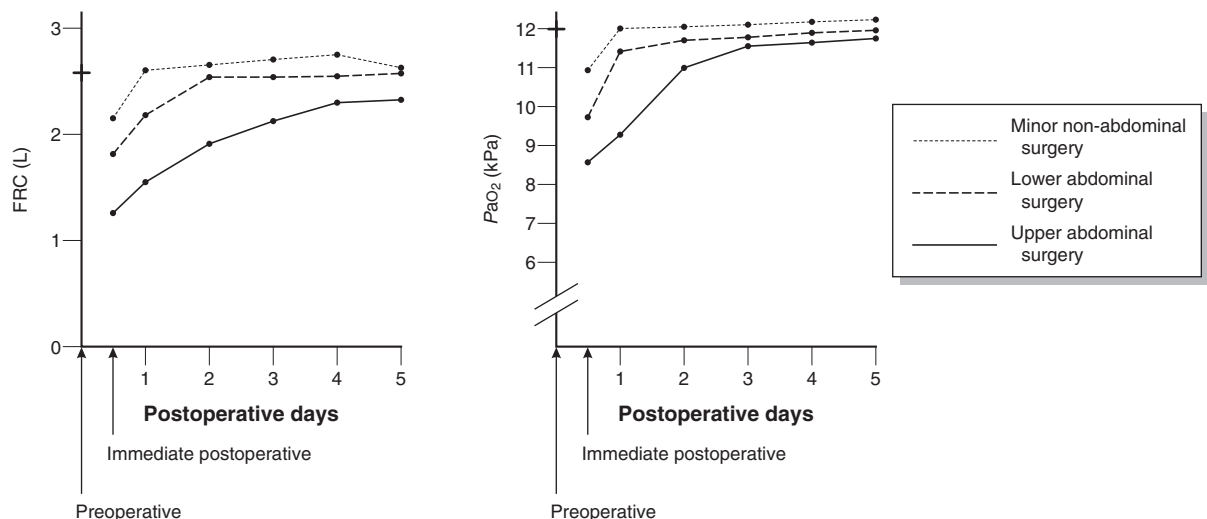 3
2
1
0
FRC (L)
1 2 3 4 5
Postoperative days
Immediate postoperative
Preoperative
12
11
10
9
8
7
6
Pao₂ (kPa)
1 2 3 4 5
Postoperative days
Immediate postoperative
Preoperative
Minor non-abdominal
surgery
Lower abdominal
surgery
Upper abdominal
surgery